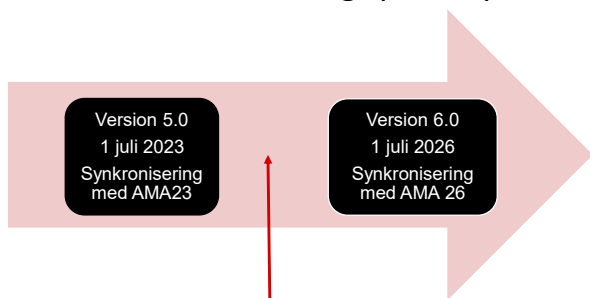 Version 5.0
1 juli 2023
Synkronisering
med AMA23
Version 6.0
1 juli 2026
Synkronisering
med AMA 26